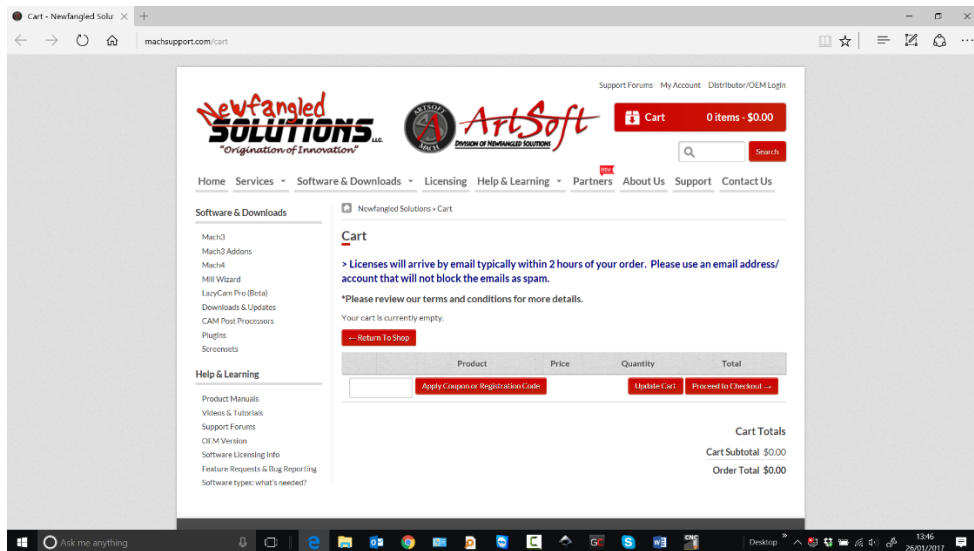 Cart - Newfangled Solut
machsupport.com/cart
Support Forums My Account Distributor/OEM Login
Newfangled
SOLUTIONS LLC.
"Origination of Innovation"
ARTSOFT
MACH
ArtSoft
DIVISION OF NEWFANGLED SOLUTIONS
Cart 0 items - $0.00
Search
NEW
Home Services Software & Downloads Licensing Help & Learning Partners About Us Support Contact Us
Software & Downloads
Mach3
Mach3 Addons
Mach4
Mill Wizard
LazyCam Pro (Beta)
Downloads & Updates
CAM Post Processors
Plugins
Screensets
Help & Learning
Product Manuals
Videos & Tutorials
Support Forums
OEM Version
Software Licensing Info
Feature Requests & Bug Reporting
Software types: what's needed?
Newfangled Solutions » Cart
Cart
> Licenses will arrive by email typically within 2 hours of your order. Please use an email address/
account that will not block the emails as spam.
*Please review our terms and conditions for more details.
Your cart is currently empty.
← Return To Shop
Product Price Quantity Total
Apply Coupon or Registration Code Update Cart Proceed to Checkout →
Cart Totals
Cart Subtotal $0.00
Order Total $0.00
Ask me anything
GC
CNC
Desktop
13:46
26/01/2017